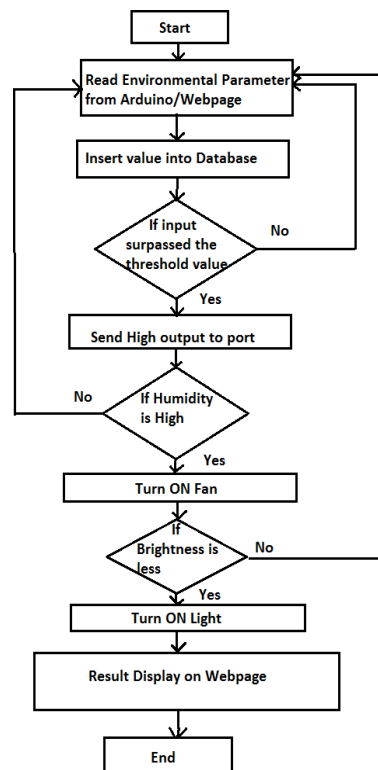 Start
Read Environmental Parameter
from Arduino/Webpage
Insert value into Database
If input
surpassed the
threshold value
No
Yes
Send High output to port
No
If Humidity
is High
Yes
Turn ON Fan
If
Brightness is
less
No
Yes
Turn ON Light
Result Display on Webpage
End